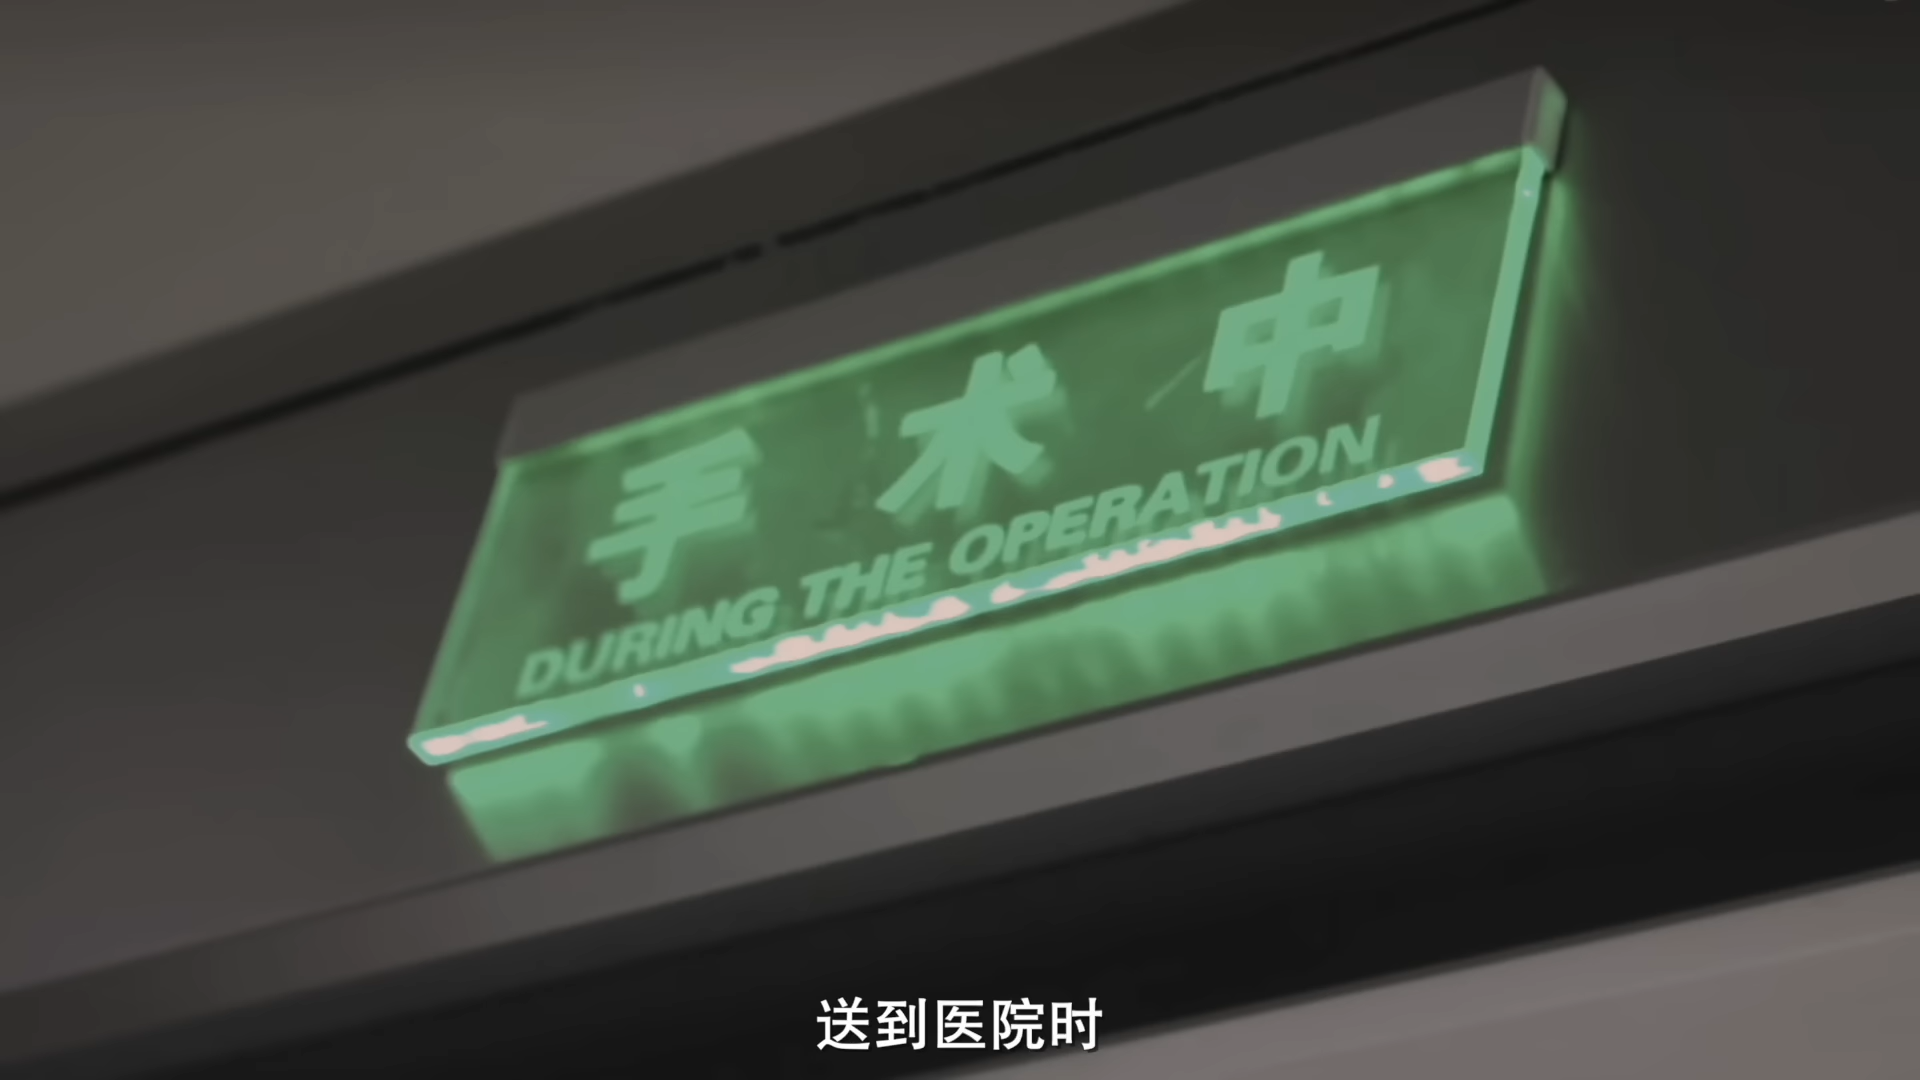 手术中
DURING THE OPERATION
送到医院时